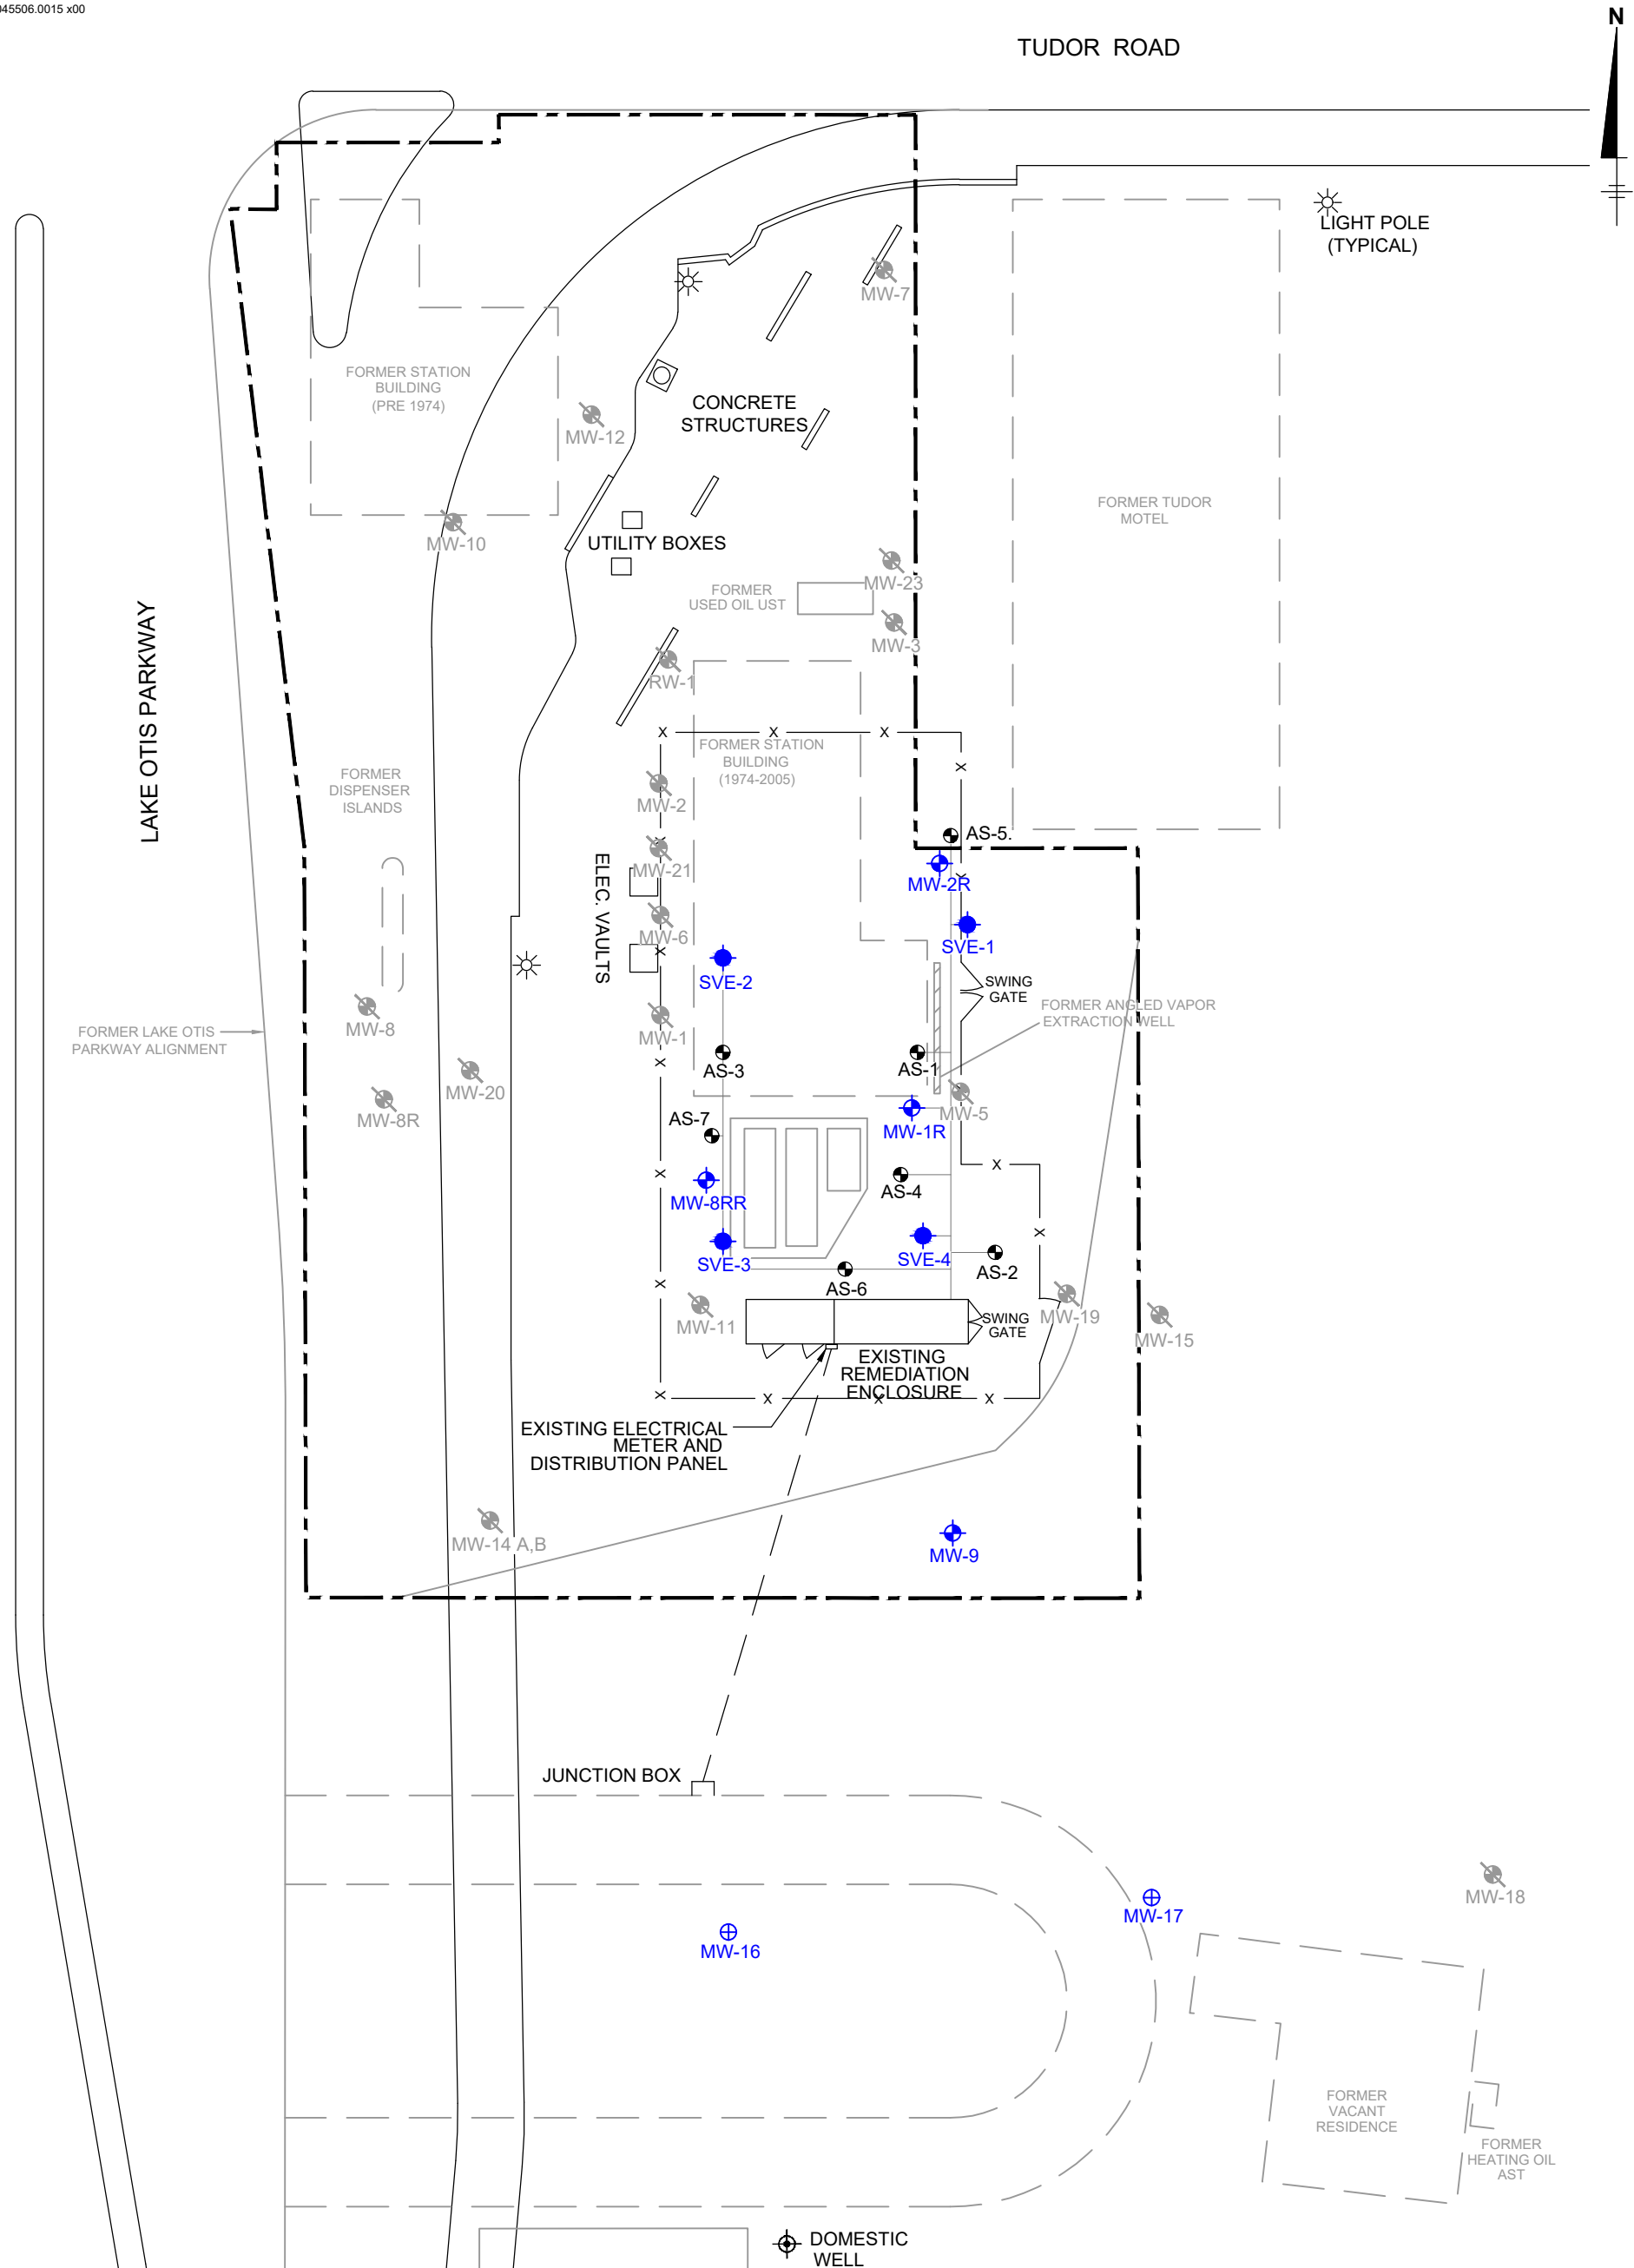 045506.0015 x00
N
TUDOR ROAD
LIGHT POLE
(TYPICAL)
MW-7
FORMER STATION
BUILDING
(PRE 1974)
CONCRETE
STRUCTURES
MW-12
FORMER TUDOR
MOTEL
MW-10
UTILITY BOXES
MW-23
FORMER
USED OIL UST
MW-3
RW-1
LAKE OTIS PARKWAY
X
X
X
FORMER STATION
BUILDING
(1974-2005)
X
FORMER
DISPENSER
ISLANDS
MW-2
AS-5.
X
MW-21
ELEC. VAULTS
X
MW-2R
MW-6
SVE-1
X
SVE-2
SWING
GATE
FORMER ANGLED VAPOR
EXTRACTION WELL
MW-8
MW-1
FORMER LAKE OTIS
PARKWAY ALIGNMENT
X
AS-3
AS-1
MW-20
MW-5
MW-8R
AS-7
MW-1R
X
X
MW-8RR
AS-4
X
SVE-3
SVE-4
AS-2
X
AS-6
MW-11
SWING
GATE
MW-19
MW-15
EXISTING
REMEDIATION
ENCLOSURE
X
X
X
X
EXISTING ELECTRICAL
METER AND
DISTRIBUTION PANEL
MW-14 A,B
MW-9
JUNCTION BOX
MW-18
MW-17
MW-16
FORMER
VACANT
RESIDENCE
FORMER
HEATING OIL
AST
DOMESTIC
WELL